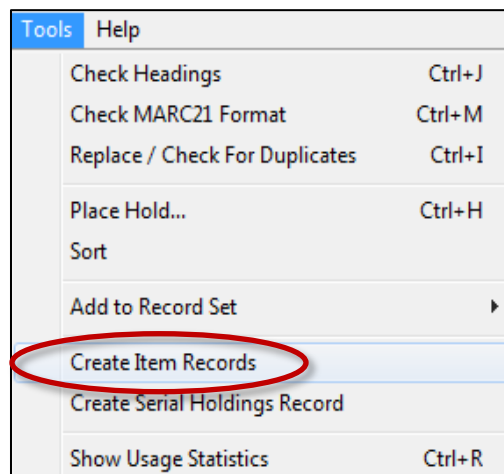 Tools Help
Check Headings Ctrl+J
Check MARC21 Format Ctrl+M
Replace / Check For Duplicates Ctrl+I
Place Hold... Ctrl+H
Sort
Add to Record Set
Create Item Records
Create Serial Holdings Record
Show Usage Statistics Ctrl+R